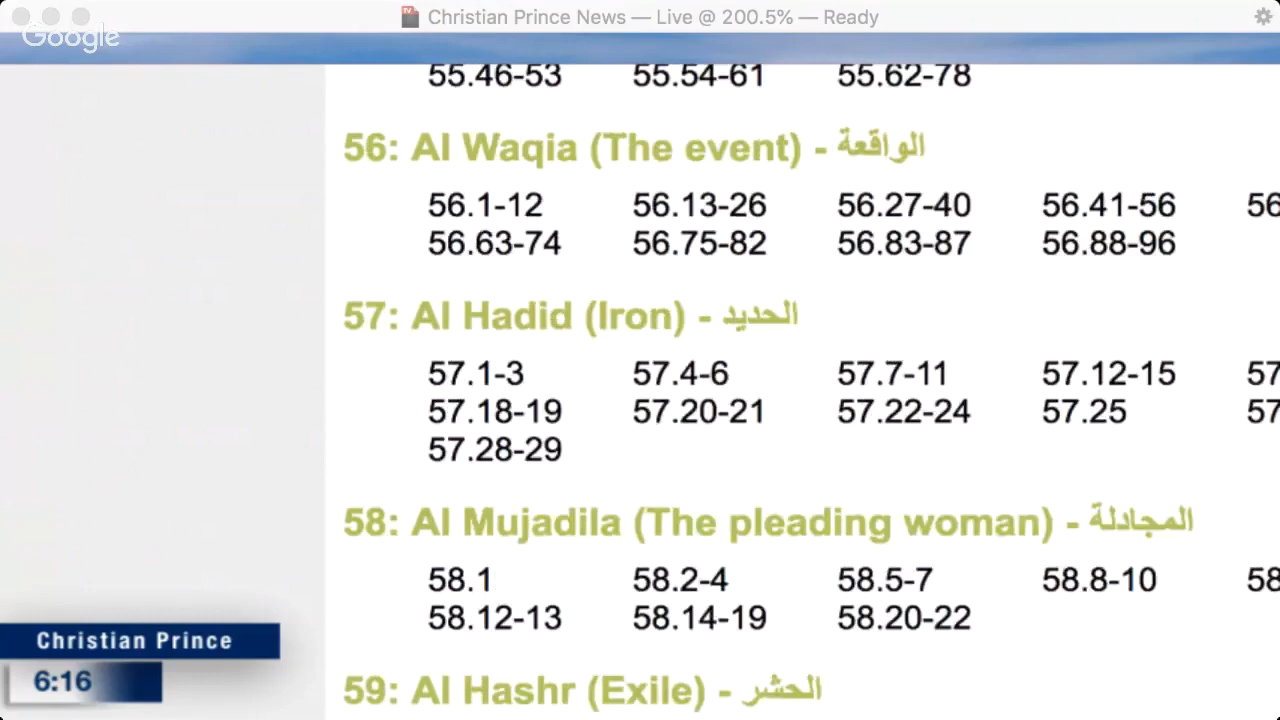 Christian Prince News — Live @ 200.5% — Ready
Google
55.46-53 55.54-61 55.62-78
56: Al Waqia (The event) - الواقعة
56.1-12 56.13-26 56.27-40 56.41-56 56
56.63-74 56.75-82 56.83-87 56.88-96
57: Al Hadid (Iron) - الحديد
57.1-3 57.4-6 57.7-11 57.12-15 57
57.18-19 57.20-21 57.22-24 57.25 57
57.28-29
58: Al Mujadila (The pleading woman) - المجادلة
58.1 58.2-4 58.5-7 58.8-10 58
58.12-13 58.14-19 58.20-22
59: Al Hashr (Exile) - الحشر
Christian Prince
6:16